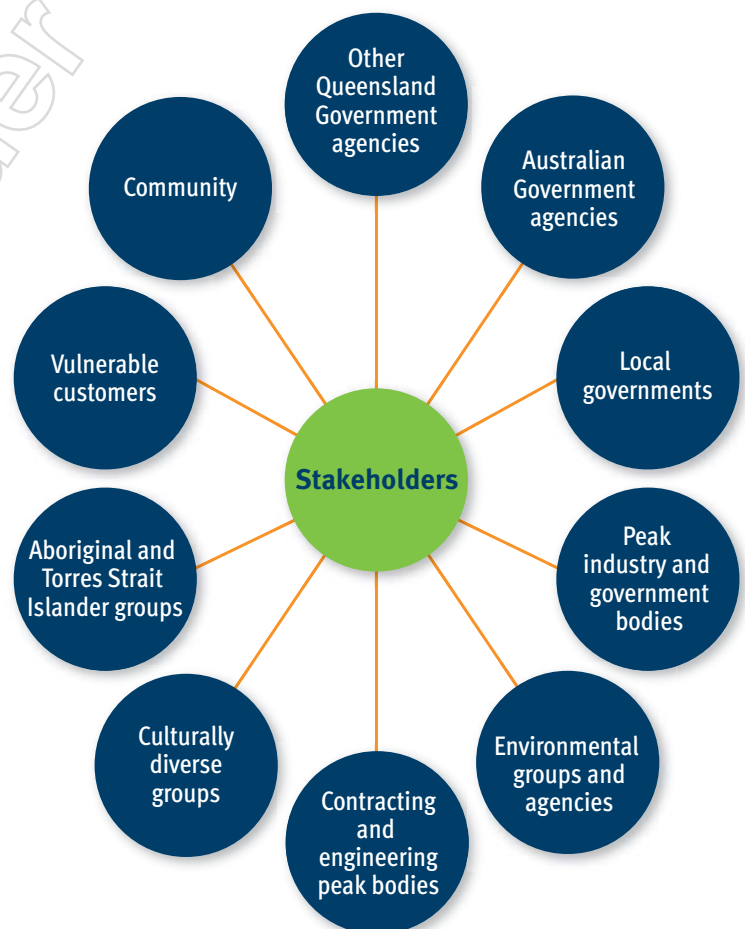 Other
Queensland
Government
agencies
Australian
Government
agencies
Local
governments
Peak
industry and
government
bodies
Environmental
groups and
agencies
Contracting
and
engineering
peak bodies
Culturally
diverse
groups
Aboriginal and
Torres Strait
Islander groups
Vulnerable
customers
Community
Stakeholders